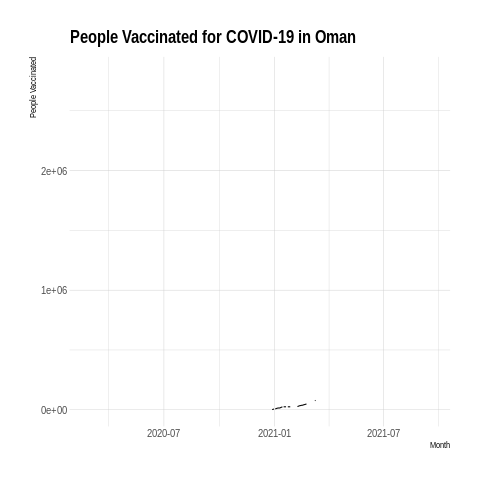 People Vaccinated for COVID-19 in Oman
People Vaccinated
2e+06
1e+06
0e+00
2020-07
2021-01
2021-07
Month